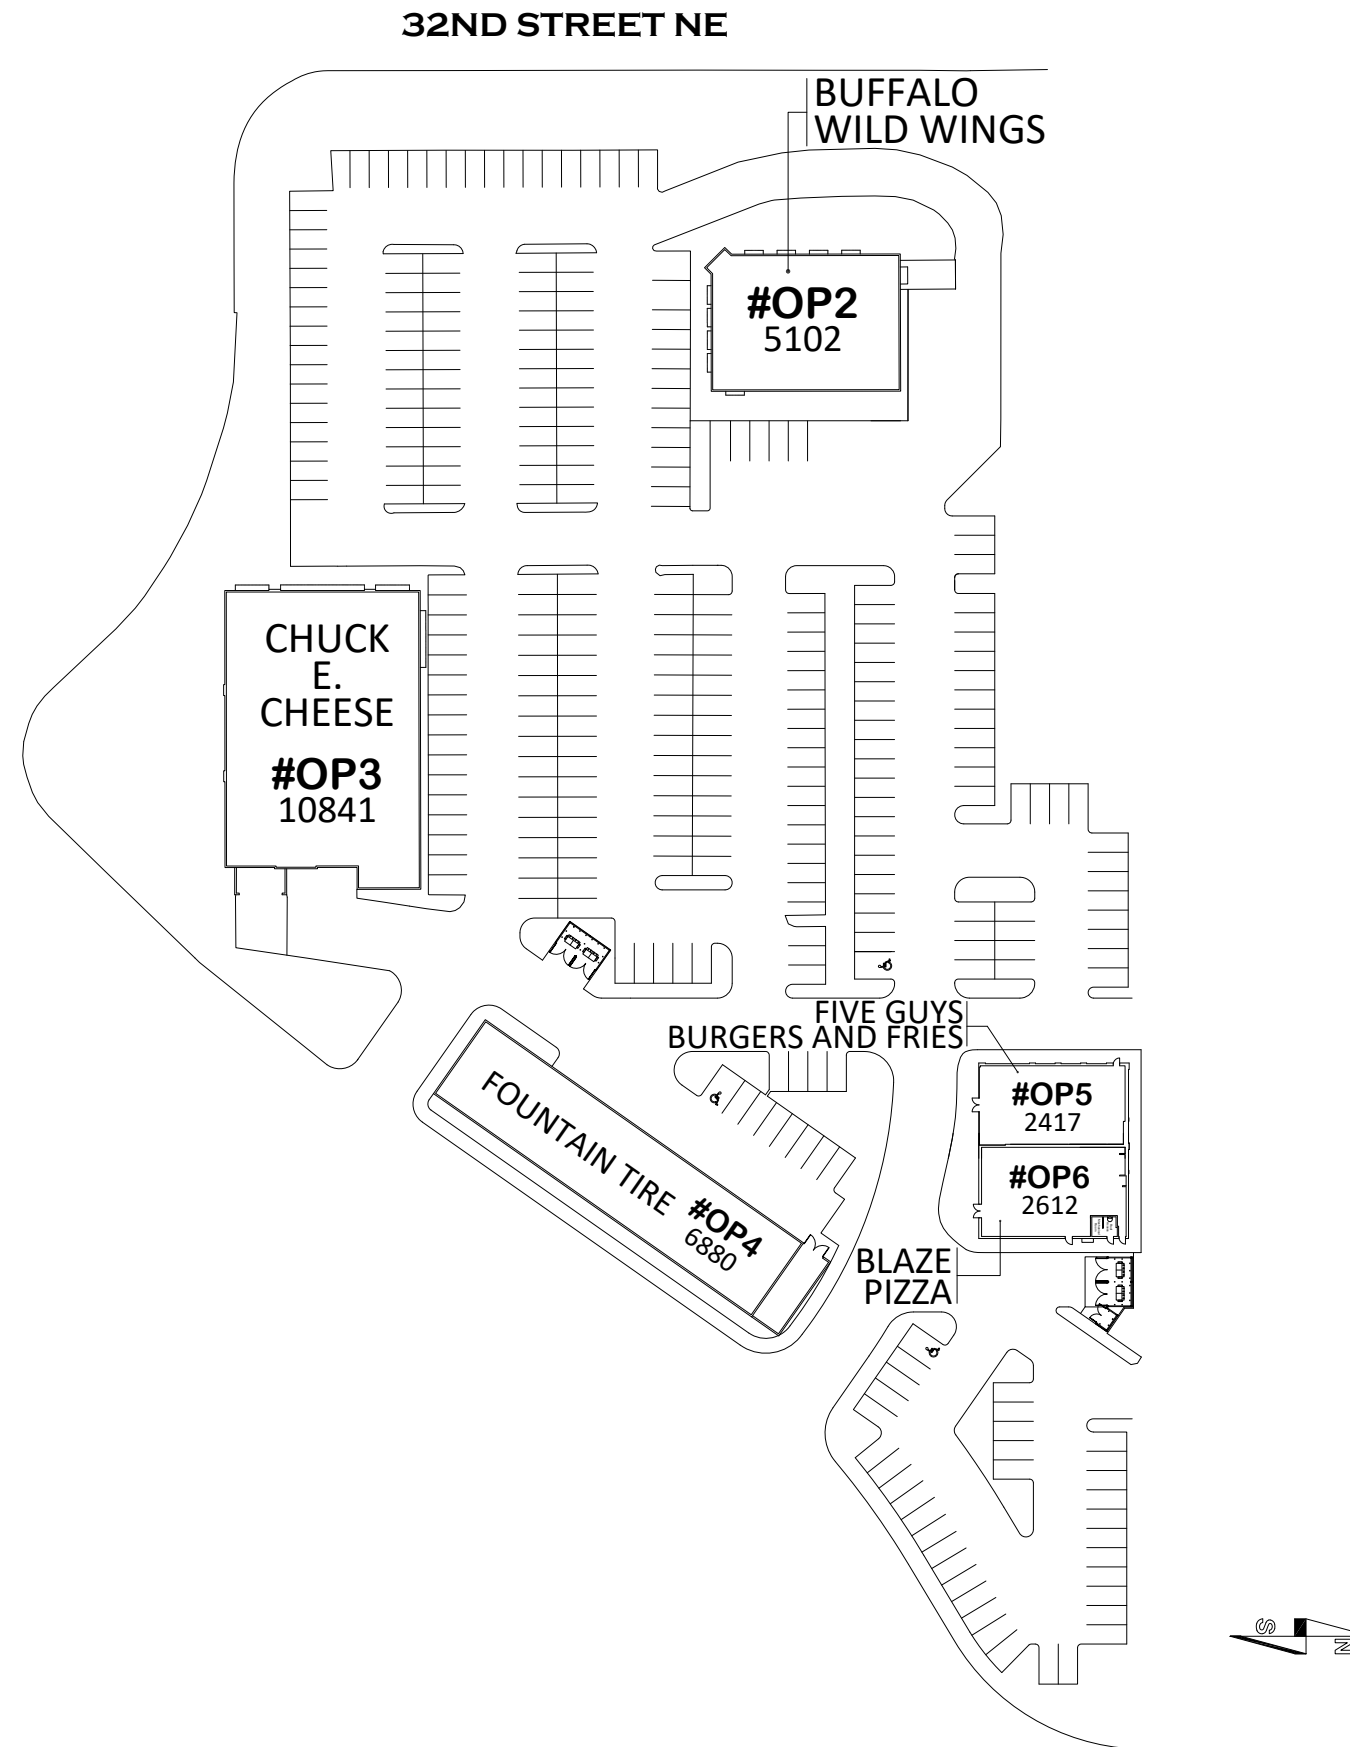 32ND STREET NE
BUFFALO
WILD WINGS
#OP2
5102
CHUCK
E.
CHEESE
#OP3
10841
FIVE GUYS
BURGERS AND FRIES
#OP5
2417
FOUNTAIN TIRE
#OP4
6880
#OP6
2612
BLAZE
PIZZA
S
N